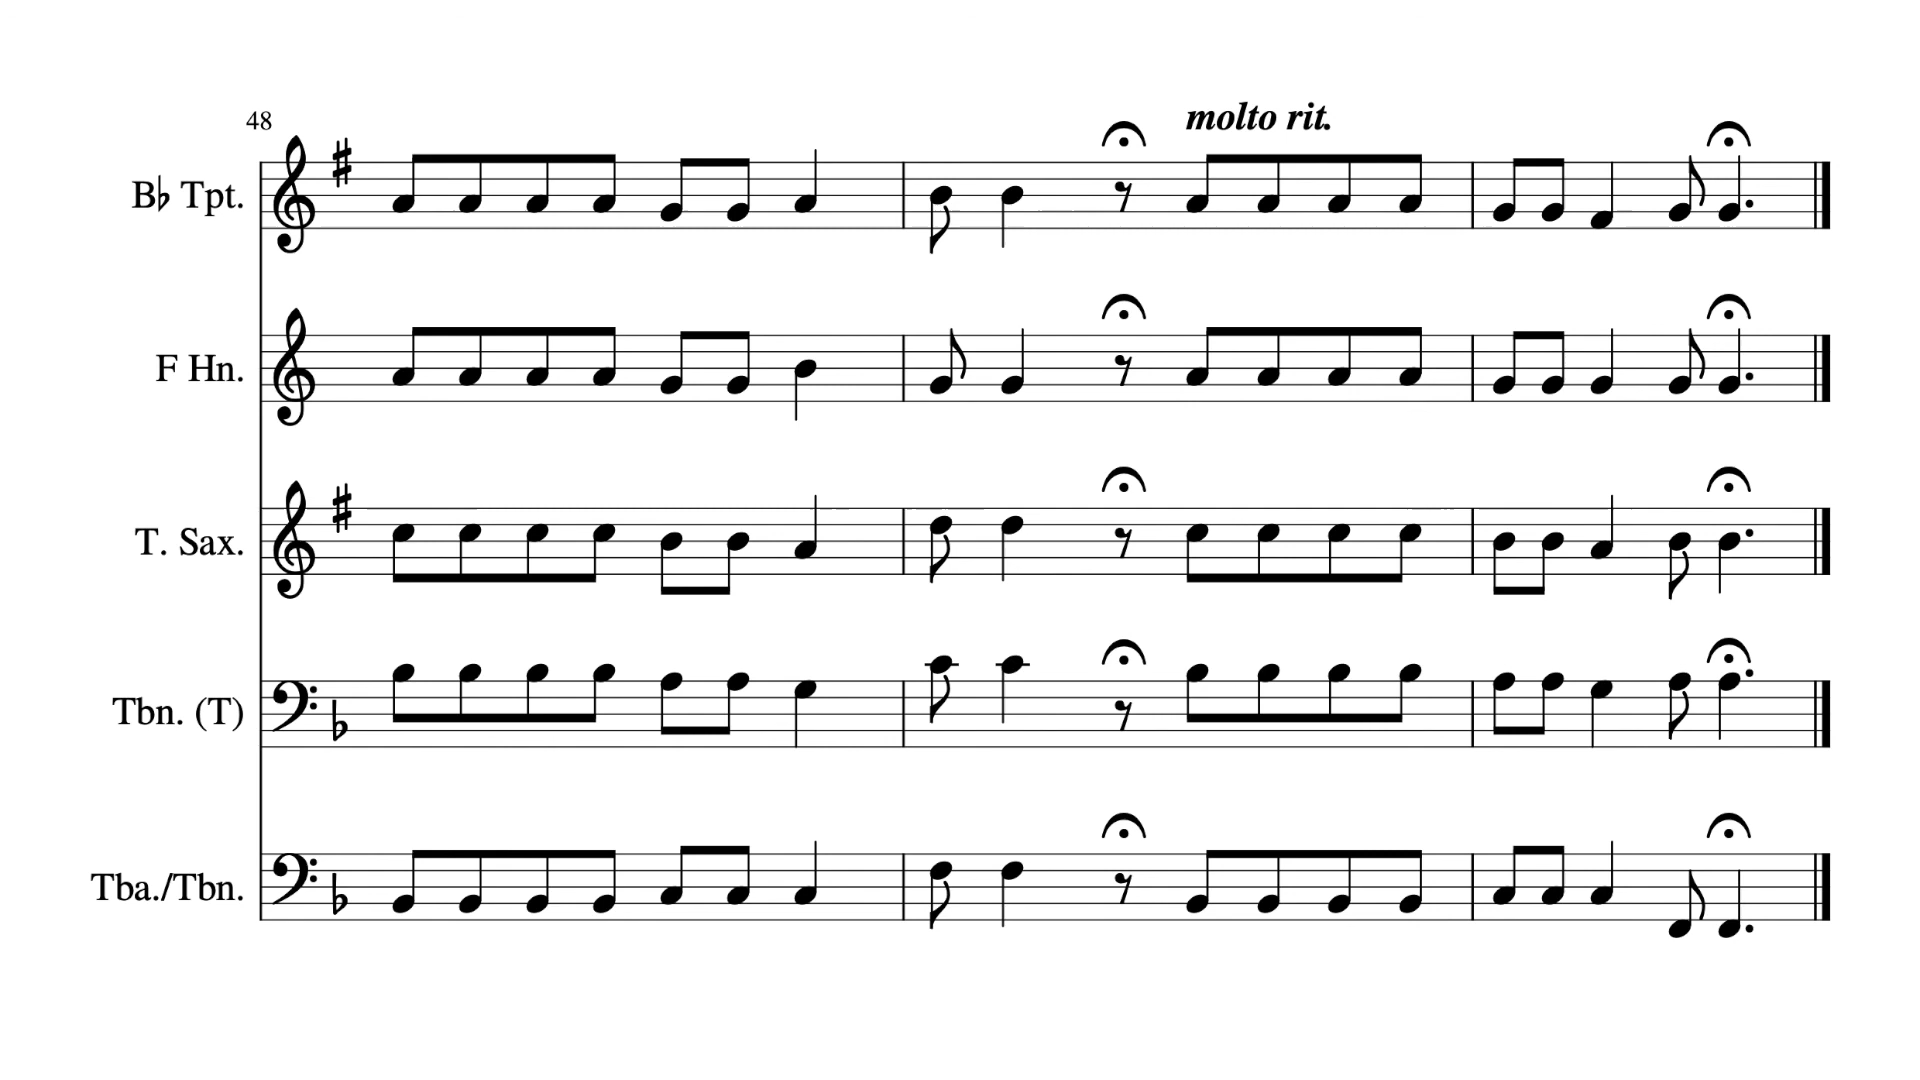 molto rit.
48
B♭ Tpt.
F Hn.
T. Sax.
Tbn. (T)
Tba./Tbn.